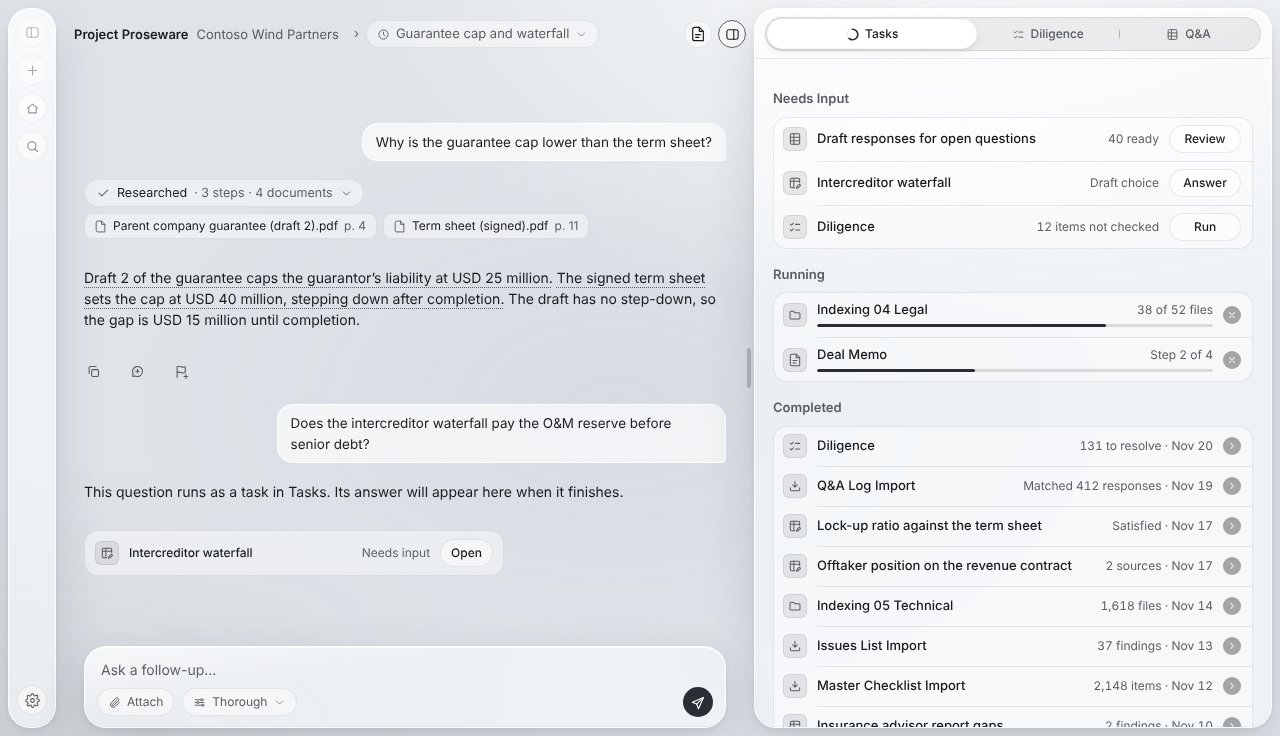 Project Proseware Contoso Wind Partners › Guarantee cap and waterfall
Why is the guarantee cap lower than the term sheet?
Researched · 3 steps · 4 documents
Parent company guarantee (draft 2).pdf p. 4 Term sheet (signed).pdf p. 11
Draft 2 of the guarantee caps the guarantor’s liability at USD 25 million. The signed term sheet
sets the cap at USD 40 million, stepping down after completion. The draft has no step-down, so
the gap is USD 15 million until completion.
Does the intercreditor waterfall pay the O&M reserve before
senior debt?
This question runs as a task in Tasks. Its answer will appear here when it finishes.
Intercreditor waterfall Needs input Open
Ask a follow-up...
Attach Thorough
Tasks Diligence Q&A
Needs Input
Draft responses for open questions 40 ready Review
Intercreditor waterfall Draft choice Answer
Diligence 12 items not checked Run
Running
Indexing 04 Legal 38 of 52 files
Deal Memo Step 2 of 4
Completed
Diligence 131 to resolve · Nov 20
Q&A Log Import Matched 412 responses · Nov 19
Lock-up ratio against the term sheet Satisfied · Nov 17
Offtaker position on the revenue contract 2 sources · Nov 17
Indexing 05 Technical 1,618 files · Nov 14
Issues List Import 37 findings · Nov 13
Master Checklist Import 2,148 items · Nov 12
Insurance advisor report gaps 2 findings · Nov 10